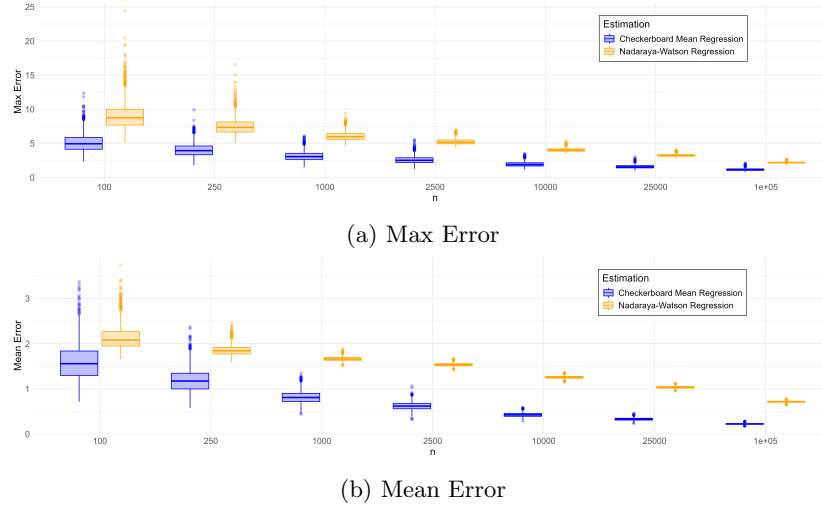 25
20
15
10
5
0
Max Error
Estimation
Checkerboard Mean Regression
Nadaraya-Watson Regression
100 250 1000 2500 10000 25000 1e+05
n
(a) Max Error
3
2
1
0
Mean Error
Estimation
Checkerboard Mean Regression
Nadaraya-Watson Regression
100 250 1000 2500 10000 25000 1e+05
n
(b) Mean Error